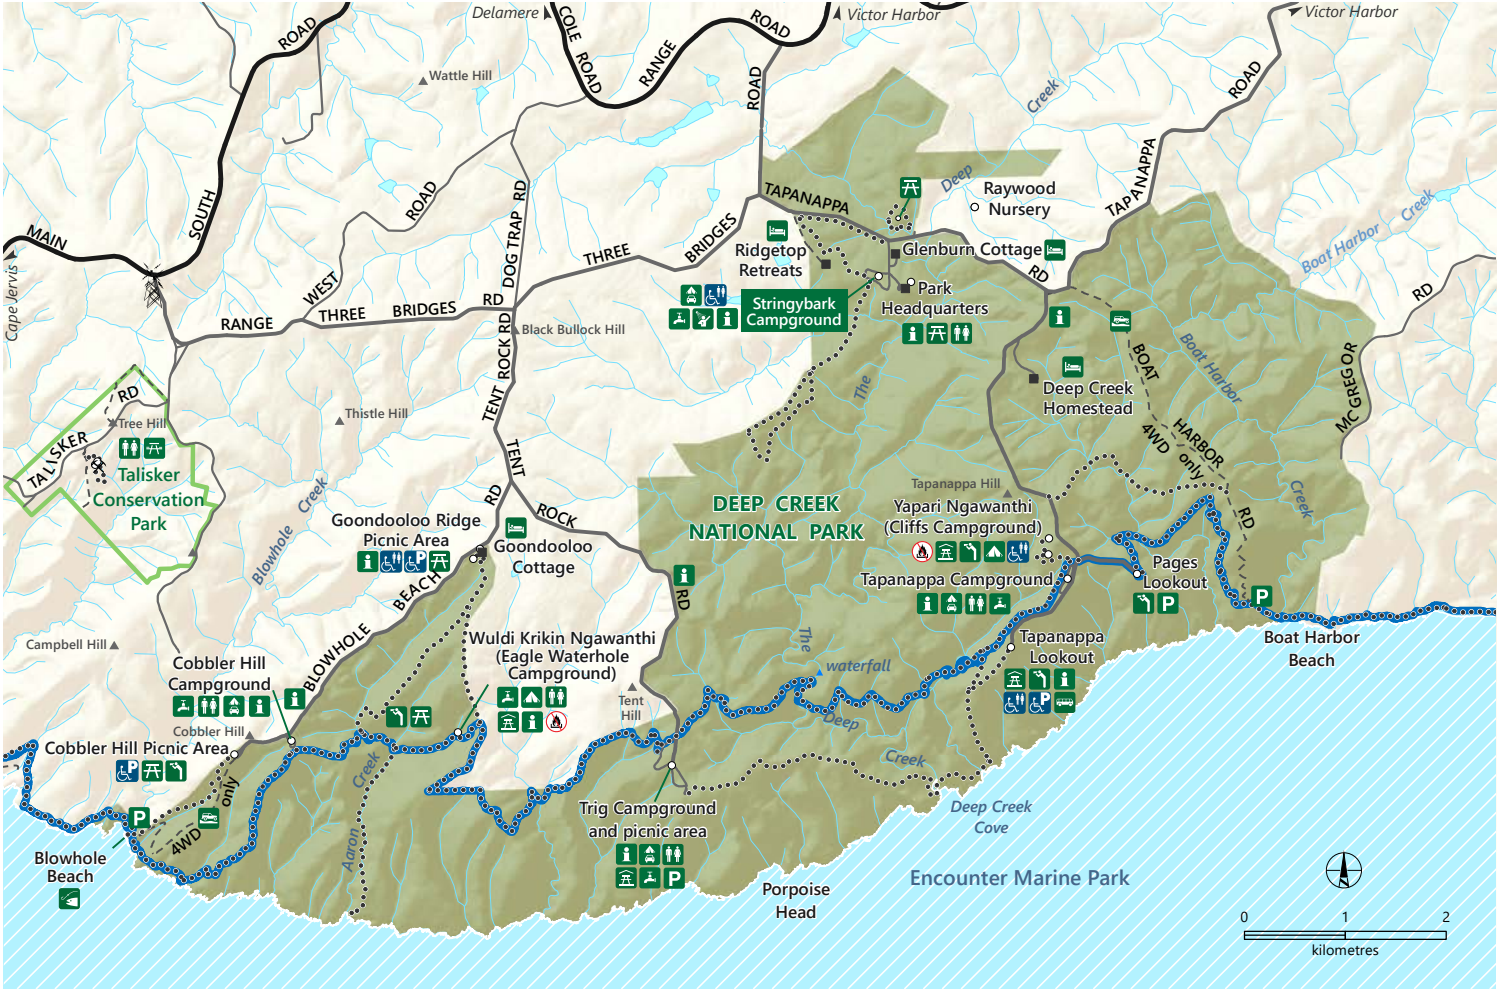 Delamere
COLE ROAD
RANGE
ROAD
Victor Harbor
Victor Harbor
ROAD
Wattle Hill
SOUTH
MAIN
Cape Jervis
ROAD
Creek
ROAD
TAPANAPPA
Deep
Raywood
Nursery
TAPANAPPA
Boat Harbor Creek
WEST
ROAD
DOG TRAP RD
THREE
BRIDGES
Ridgetop
Retreats
Glenburn Cottage
RD
Stringybark
Campground
Park
Headquarters
RANGE
THREE
BRIDGES
RD
Black Bullock Hill
TENT ROCK RD
The
Boat Harbor
BOAT
HARBOR
RD
4WD
only
Creek
RD
MC GREGOR
Deep Creek
Homestead
RD
TALISKER
Tree Hill
Talisker
Conservation
Park
Thistle Hill
Blowhole Creek
TENT
ROCK
RD
RD
Goondooloo Ridge
Picnic Area
P
Goondooloo
Cottage
DEEP CREEK
NATIONAL PARK
Tapanappa Hill
Yapari Ngawanthi
(Cliffs Campground)
Tapanappa Campground
Pages
Lookout
P
P
Boat Harbor
Beach
BLOWHOLE
BEACH
Campbell Hill
Cobbler Hill
Campground
Cobbler Hill
Cobbler Hill Picnic Area
P
Wuldi Krikin Ngawanthi
(Eagle Waterhole
Campground)
Tent
Hill
The
waterfall
Deep
Creek
Tapanappa
Lookout
P
only
4WD
P
Blowhole
Beach
Creek
Aaron
Trig Campground
and picnic area
P
Deep Creek
Cove
Porpoise
Head
Encounter Marine Park
0 1 2
kilometres